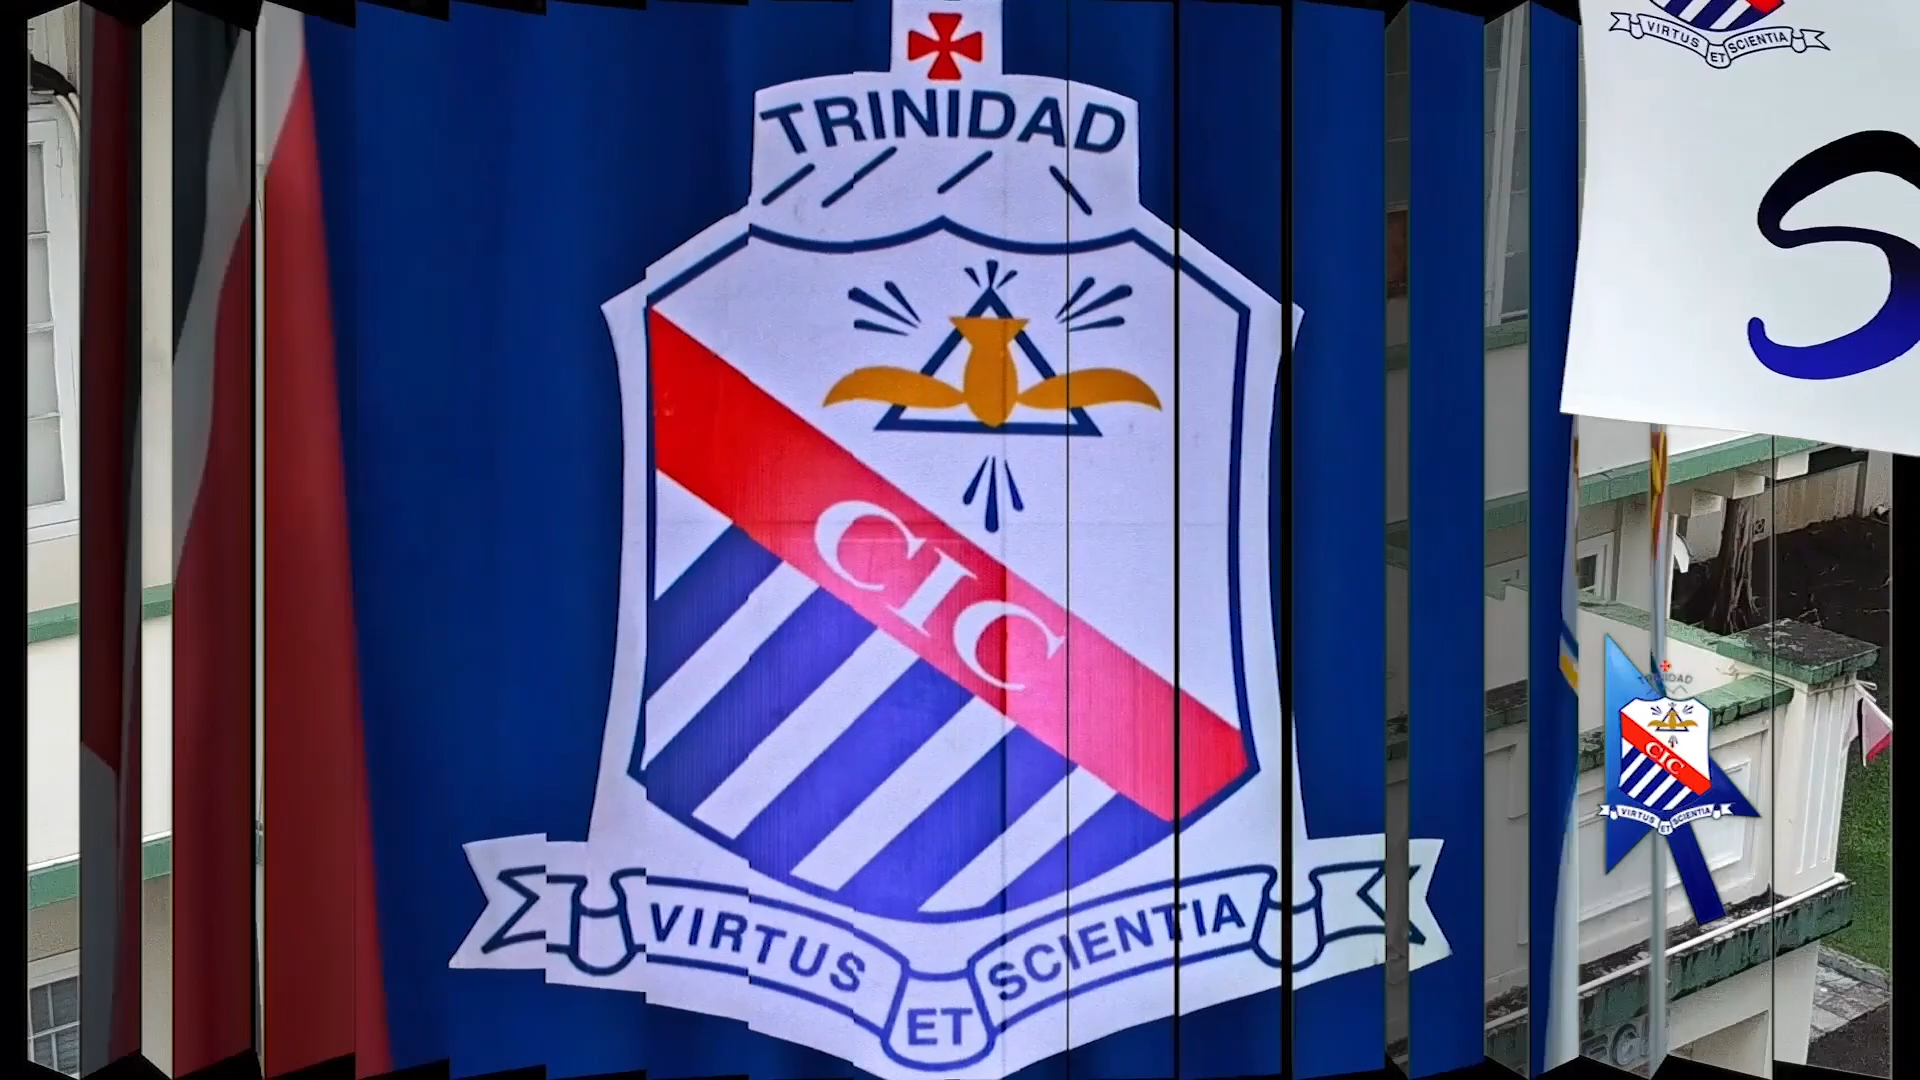 TRINIDAD
CIC
VIRTUS ET SCIENTIA
VIRTUS ET SCIENTIA
S
TRINIDAD
CIC
VIRTUS ET SCIENTIA